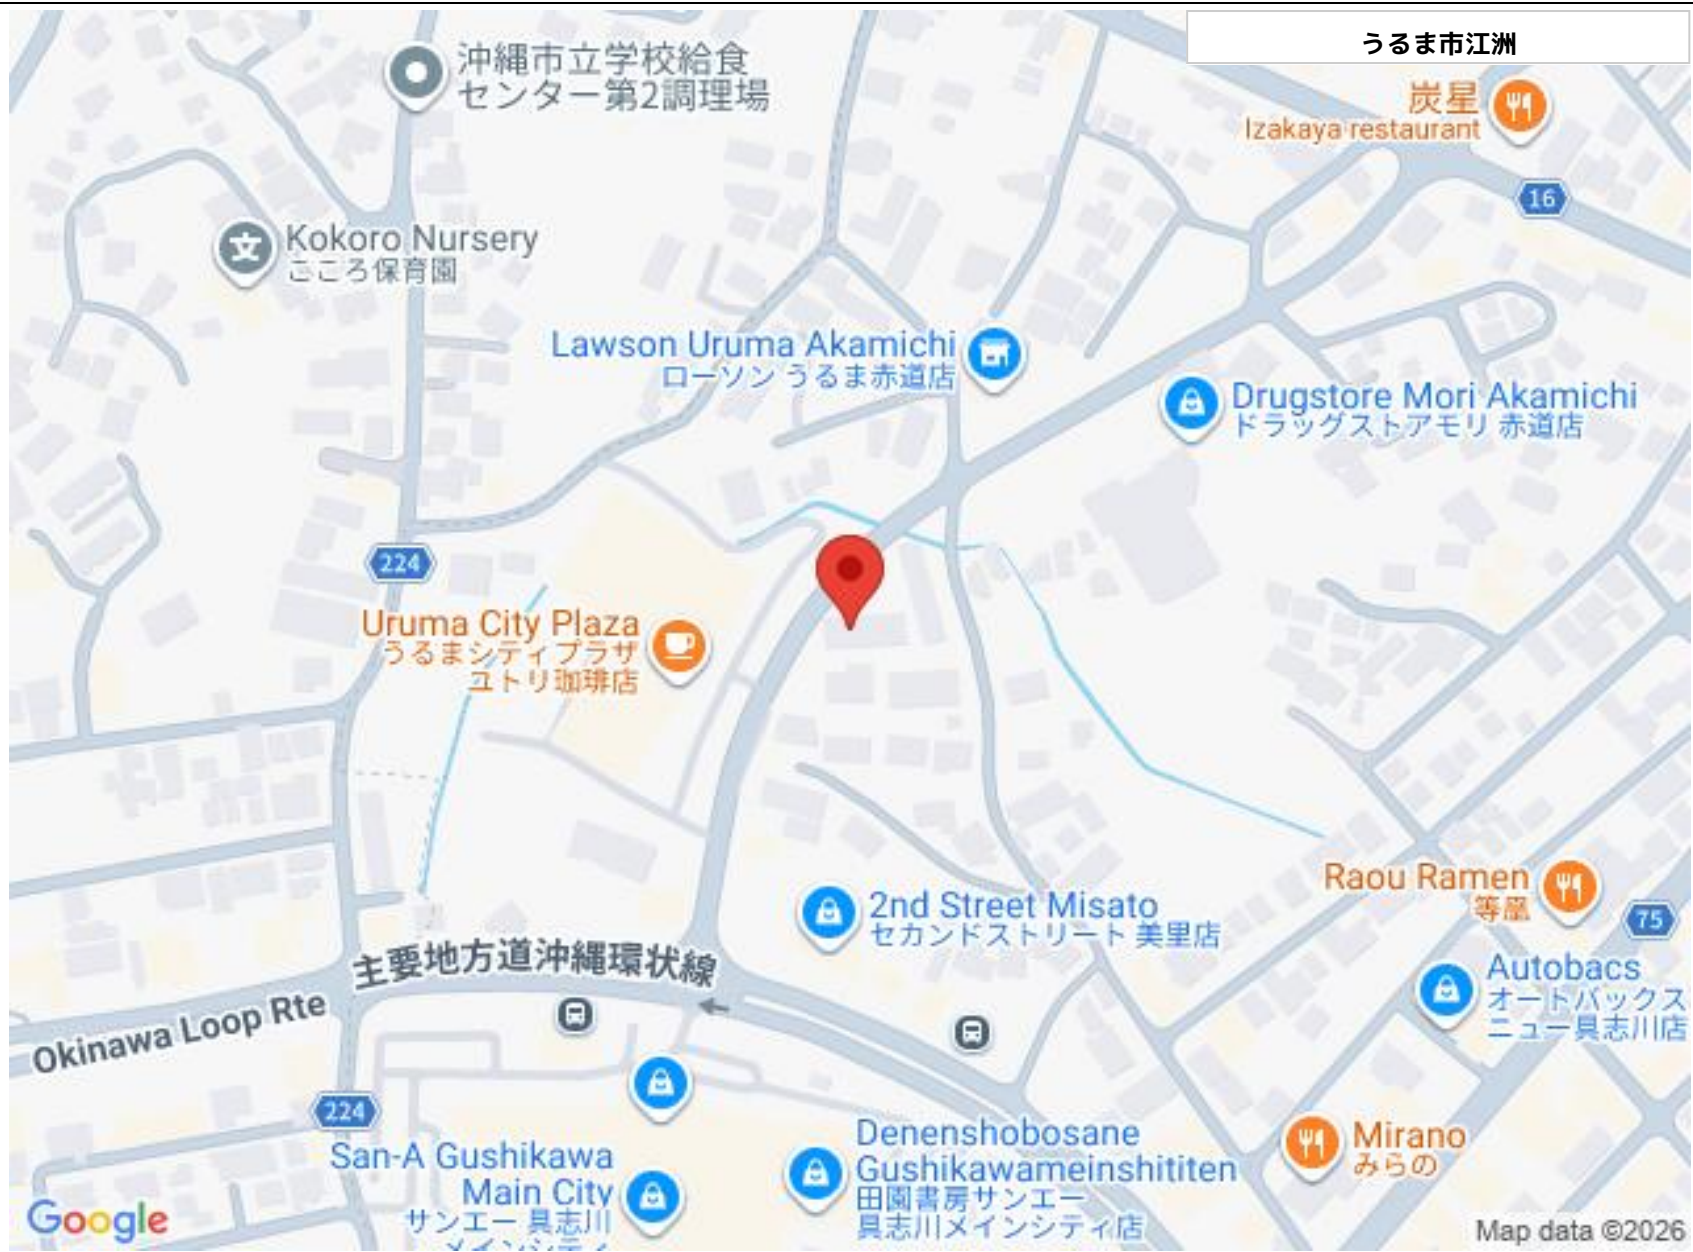 うるま市江洲
沖縄市立学校給食
センター第2調理場
炭星
Izakaya restaurant
16
Kokoro Nursery
こころ保育園
Lawson Uruma Akamichi
ローソン うるま赤道店
Drugstore Mori Akamichi
ドラッグストアモリ 赤道店
224
Uruma City Plaza
うるまシティプラザ
ユトリ珈琲店
Raou Ramen
等凰
75
2nd Street Misato
セカンドストリート 美里店
主要地方道沖縄環状線
Okinawa Loop Rte
Autobacs
オートバックス
ニュー具志川店
224
San-A Gushikawa
Main City
サンエー 具志川
メインシティ
Denenshobosane
Gushikawameinshititen
田園書房サンエー
具志川メインシティ店
Mirano
みらの
Google
Map data ©2026